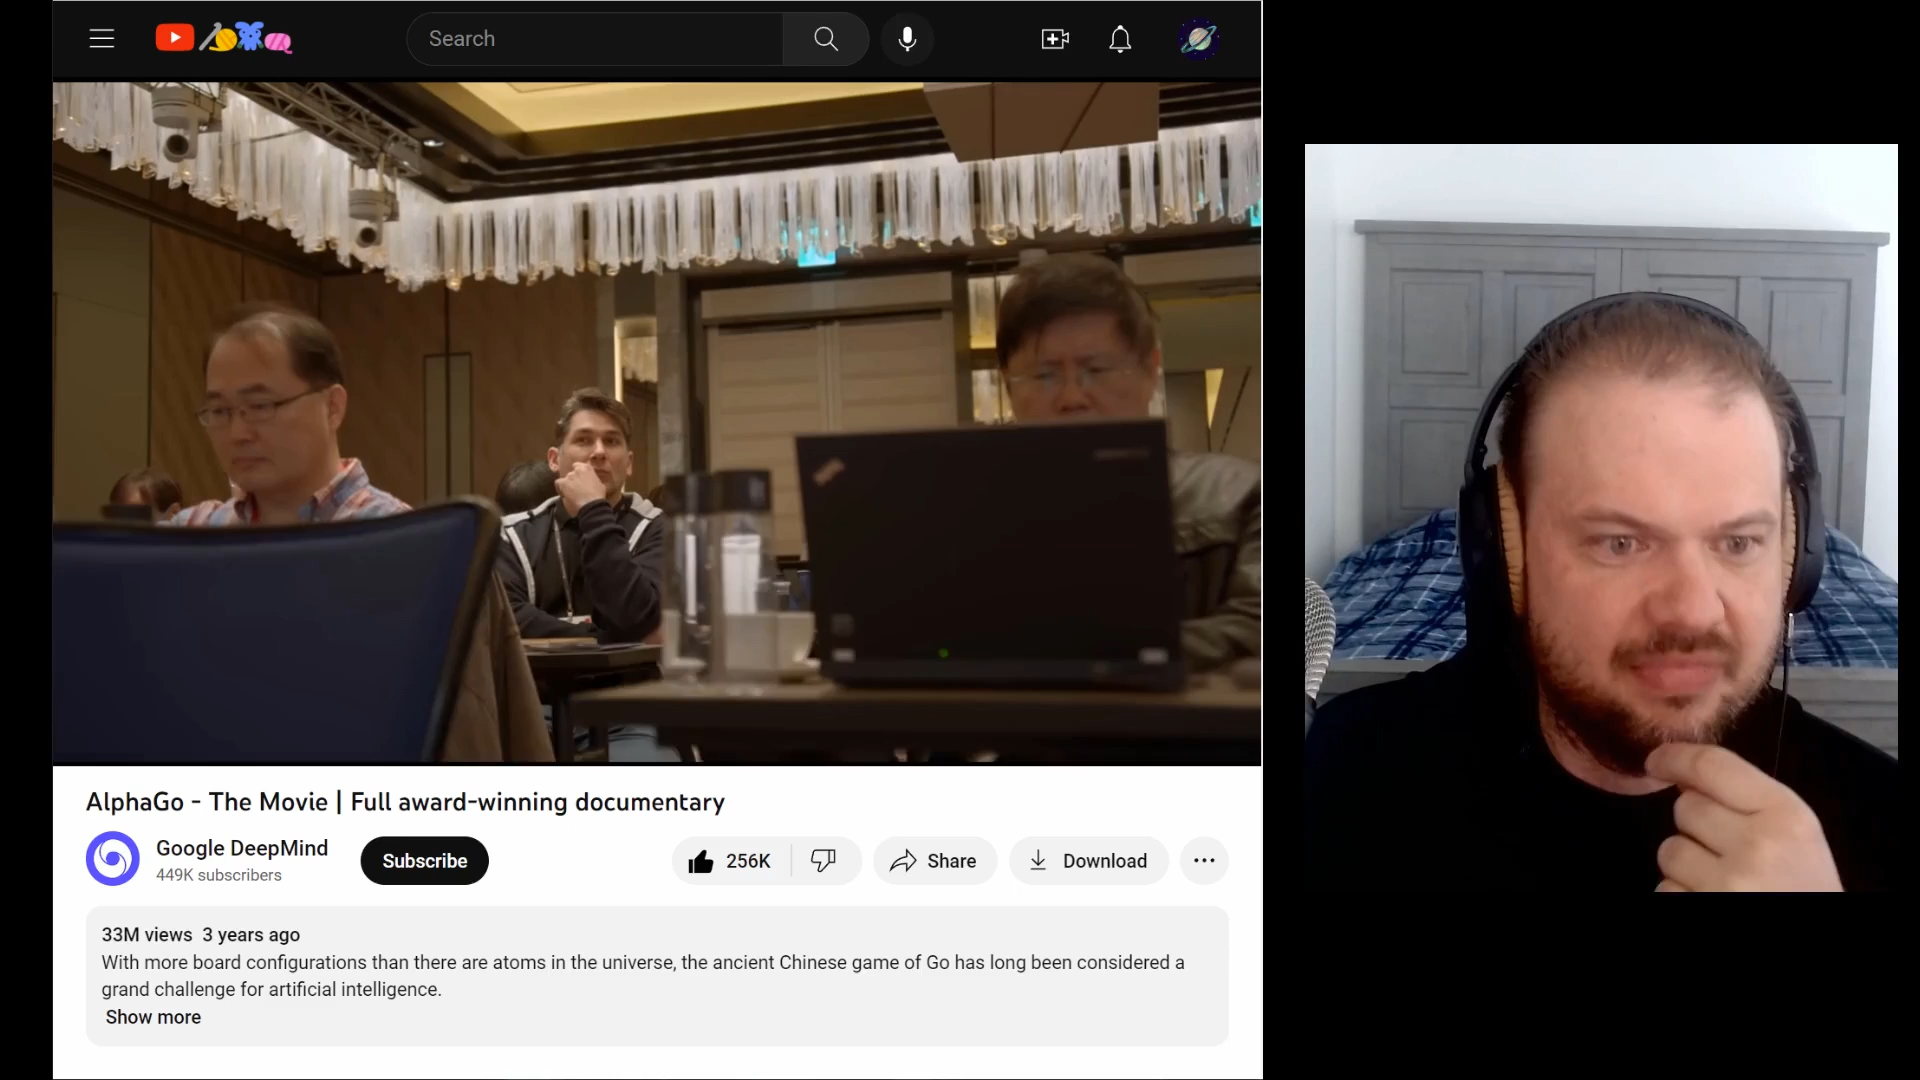 Search
AlphaGo - The Movie | Full award-winning documentary
Google DeepMind
449K subscribers
Subscribe
256K
Share
Download
33M views 3 years ago
With more board configurations than there are atoms in the universe, the ancient Chinese game of Go has long been considered a
grand challenge for artificial intelligence.
Show more